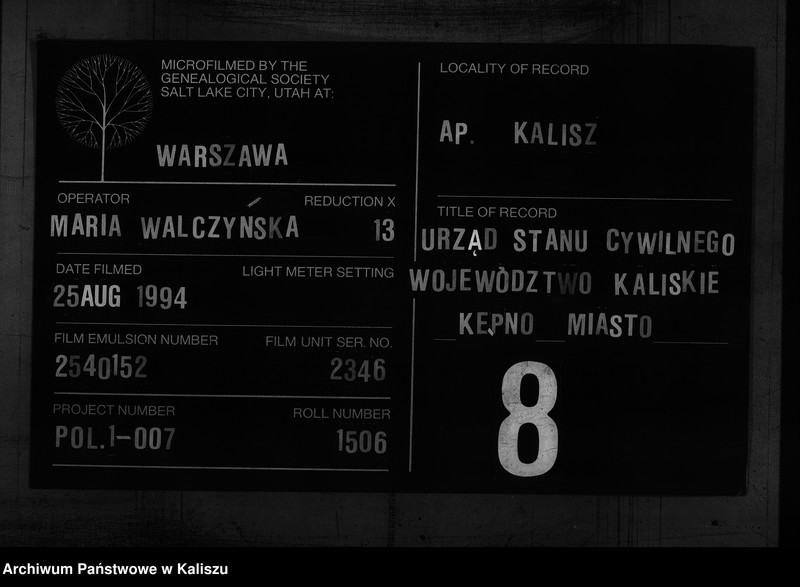 MICROFILMED BY THE
GENEALOGICAL SOCIETY
SALT LAKE CITY, UTAH AT:
WARSZAWA
OPERATOR
REDUCTION X
MARIA WALCZYŃSKA
13
DATE FILMED
LIGHT METER SETTING
25AUG 1994
FILM EMULSION NUMBER
FILM UNIT SER. NO.
2540152
2346
PROJECT NUMBER
ROLL NUMBER
POL.1-007
1506
LOCALITY OF RECORD
AP. KALISZ
TITLE OF RECORD
URZĄD STANU CYWILNEGO
WOJEWÓDZTWO KALISKIE
KĘPNO MIASTO
8
Archiwum Państwowe w Kaliszu